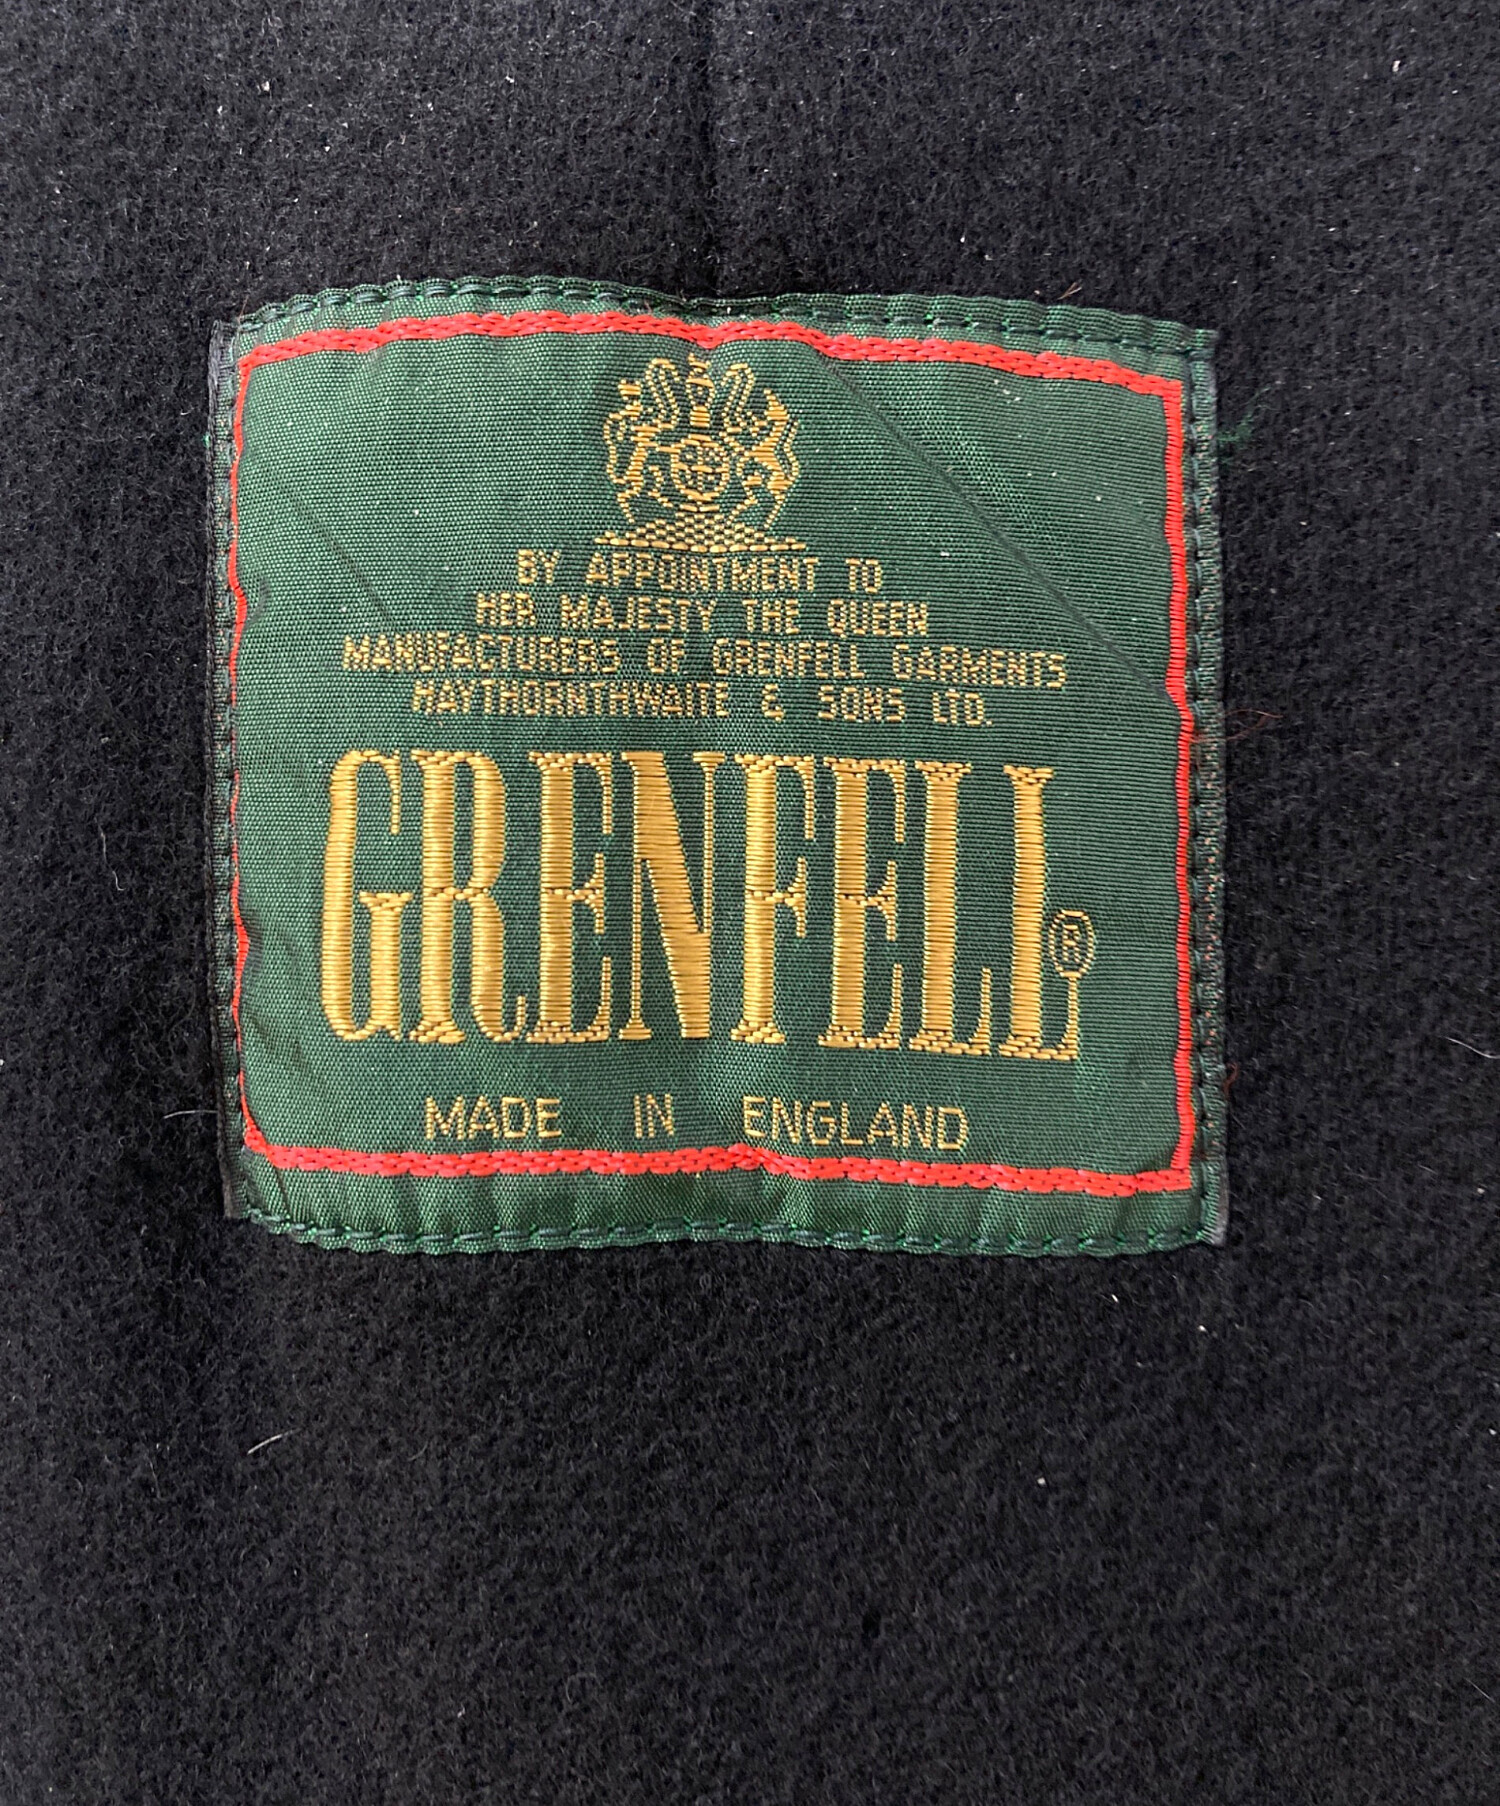 BY APPOINTMENT TO
HER MAJESTY THE QUEEN
MANUFACTURERS OF GRENFELL GARMENTS
HAYTHORNTHWAITE & SONS LTD.
GRENFELL®
MADE IN ENGLAND